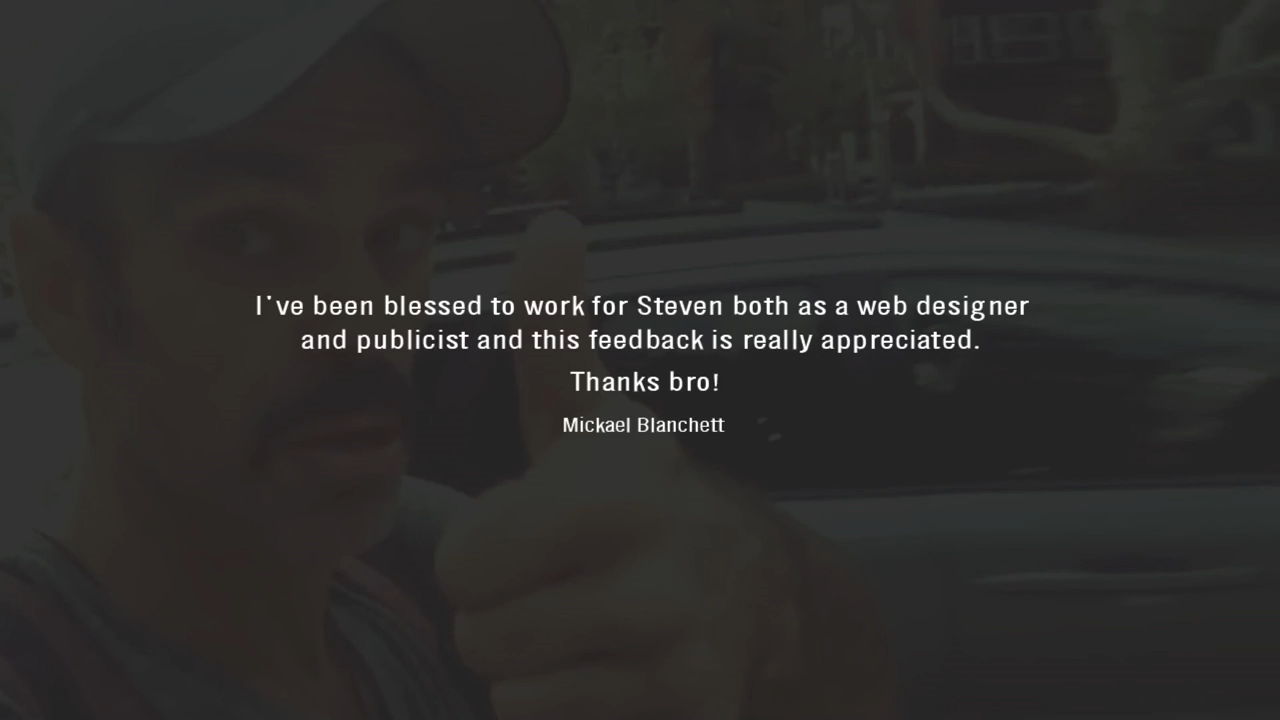 I've been blessed to work for Steven both as a web designer
and publicist and this feedback is really appreciated.
Thanks bro!
Mickael Blanchett